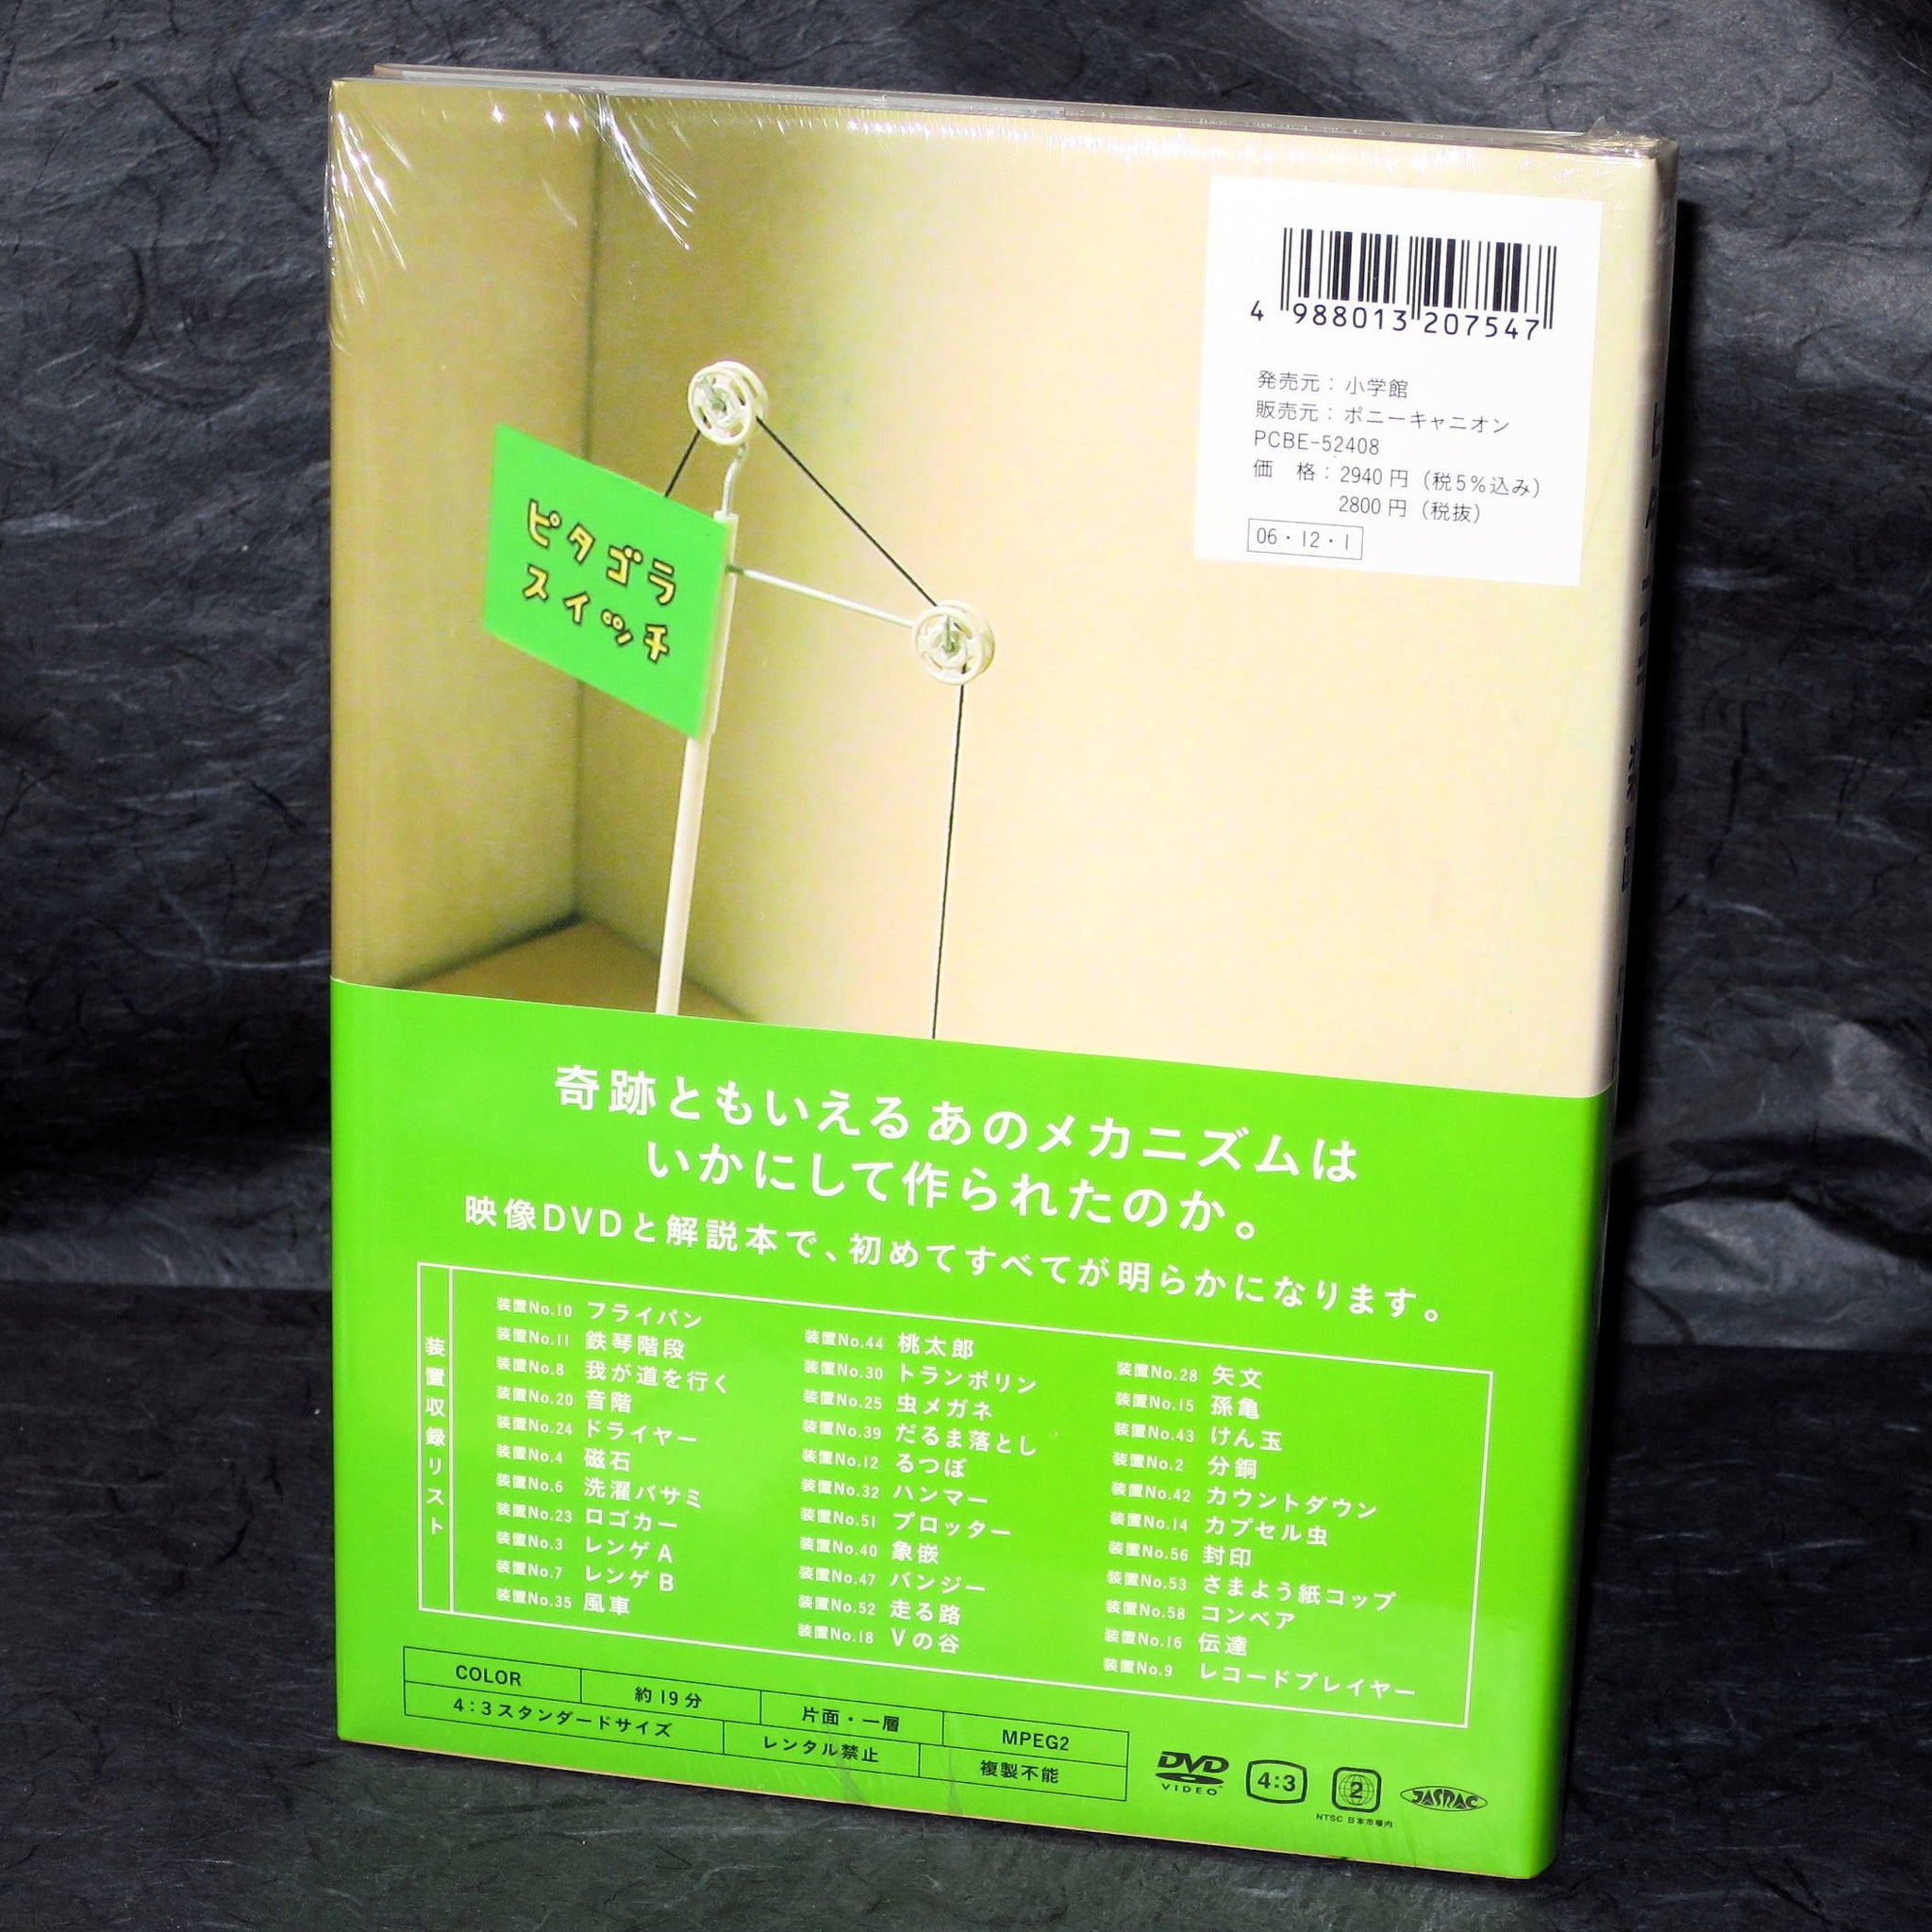 4 988013 207547
発売元：小学館
販売元：ポニーキャニオン
PCBE-52408
価 格：2940円（税5％込み）
2800円（税抜）
06・12・1
ピタゴラ
スイッチ
奇跡ともいえる あのメカニズムは
いかにして作られたのか。
映像DVDと解説本で、初めてすべてが明らかになります。
装置収録リスト
装置No.10 フライパン
装置No.11 鉄琴階段
装置No.8 我が道を行く
装置No.20 音階
装置No.24 ドライヤー
装置No.4 磁石
装置No.6 洗濯バサミ
装置No.23 ロゴカー
装置No.3 レンゲA
装置No.7 レンゲB
装置No.35 風車
装置No.44 桃太郎
装置No.30 トランポリン
装置No.25 虫メガネ
装置No.39 だるま落とし
装置No.12 るつぼ
装置No.32 ハンマー
装置No.51 プロッター
装置No.40 象嵌
装置No.47 バンジー
装置No.52 走る路
装置No.18 Vの谷
装置No.28 矢文
装置No.15 孫亀
装置No.43 けん玉
装置No.2 分銅
装置No.42 カウントダウン
装置No.14 カプセル虫
装置No.56 封印
装置No.53 さまよう紙コップ
装置No.58 コンベア
装置No.16 伝達
装置No.9 レコードプレイヤー
COLOR 約19分 片面・一層 MPEG2
4：3スタンダードサイズ レンタル禁止 複製不能
DVD
VIDEO
4:3
2
NTSC 日本市場内
JASRAC